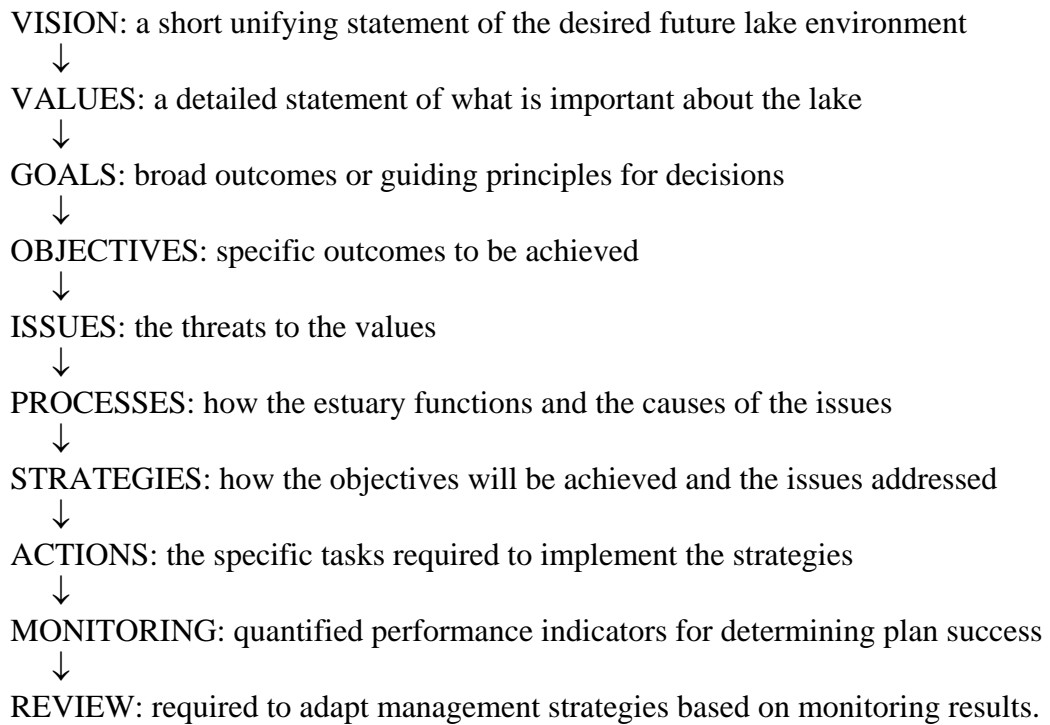 VISION: a short unifying statement of the desired future lake environment
↓
VALUES: a detailed statement of what is important about the lake
↓
GOALS: broad outcomes or guiding principles for decisions
↓
OBJECTIVES: specific outcomes to be achieved
↓
ISSUES: the threats to the values
↓
PROCESSES: how the estuary functions and the causes of the issues
↓
STRATEGIES: how the objectives will be achieved and the issues addressed
↓
ACTIONS: the specific tasks required to implement the strategies
↓
MONITORING: quantified performance indicators for determining plan success
↓
REVIEW: required to adapt management strategies based on monitoring results.